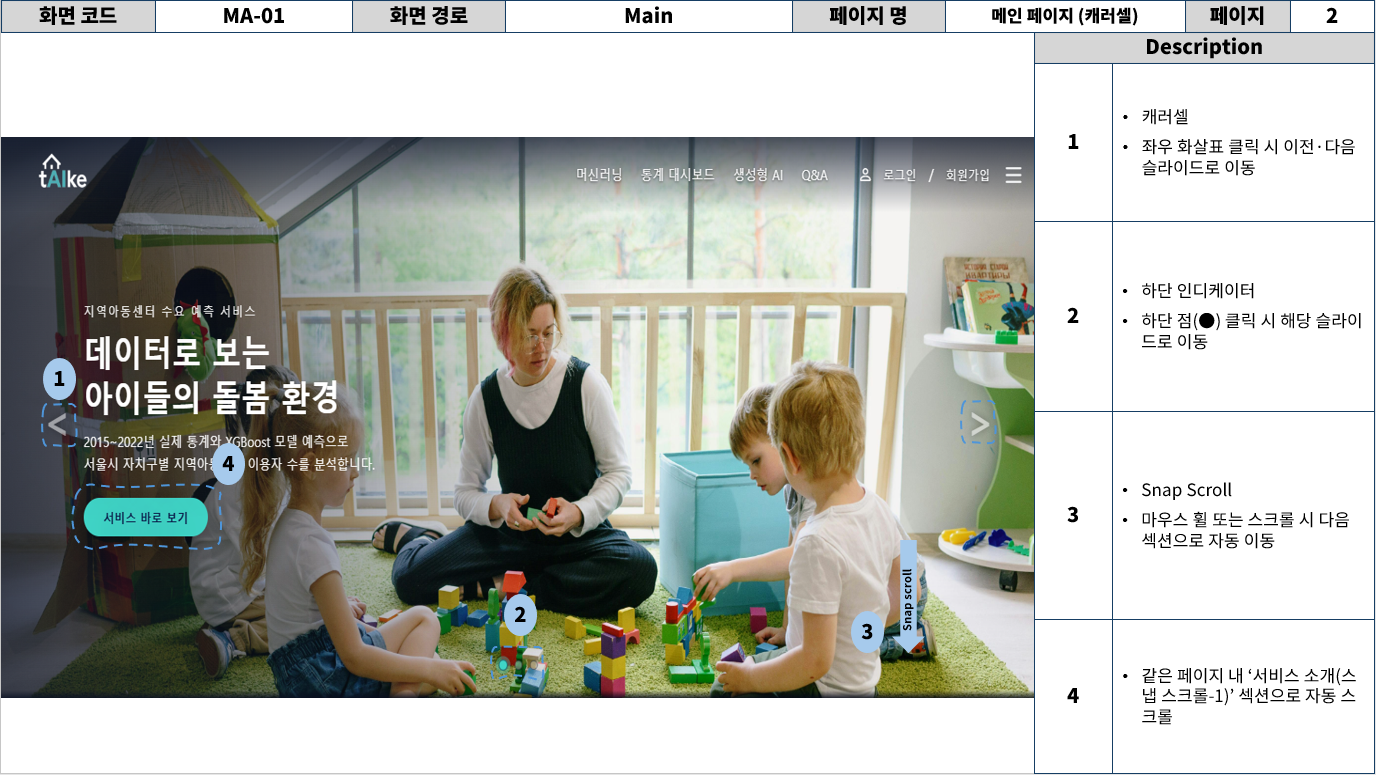 화면 코드 MA-01 화면 경로 Main 페이지 명 메인 페이지 (캐러셀) 페이지 2
Description
tAIke
머신러닝 통계 대시보드 생성형 AI Q&A 로그인 / 회원가입
지역아동센터 수요 예측 서비스
데이터로 보는
아이들의 돌봄 환경
1
<
>
2015~2022년 실제 통계와 XGBoost 모델 예측으로
서울시 자치구별 지역아동 이용자 수를 분석합니다.
4
서비스 바로 보기
2
3
Snap scroll
1
• 캐러셀
• 좌우 화살표 클릭 시 이전·다음
슬라이드로 이동
2
• 하단 인디케이터
• 하단 점(●) 클릭 시 해당 슬라이
드로 이동
3
• Snap Scroll
• 마우스 휠 또는 스크롤 시 다음
섹션으로 자동 이동
4
• 같은 페이지 내 ‘서비스 소개(스
냅 스크롤-1)’ 섹션으로 자동 스
크롤